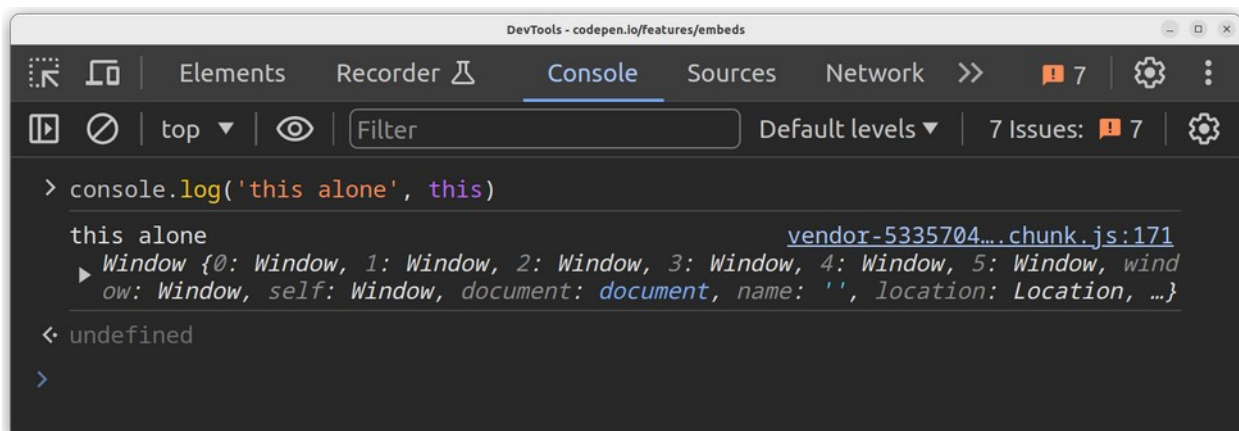 DevTools - codepen.io/features/embeds
Elements Recorder Console Sources Network >> 7
top ▼ Filter Default levels ▼ 7 Issues: 7
> console.log('this alone', this)
this alone vendor-5335704….chunk.js:171
▶ Window {0: Window, 1: Window, 2: Window, 3: Window, 4: Window, 5: Window, wind
ow: Window, self: Window, document: document, name: '', location: Location, …}
undefined
>